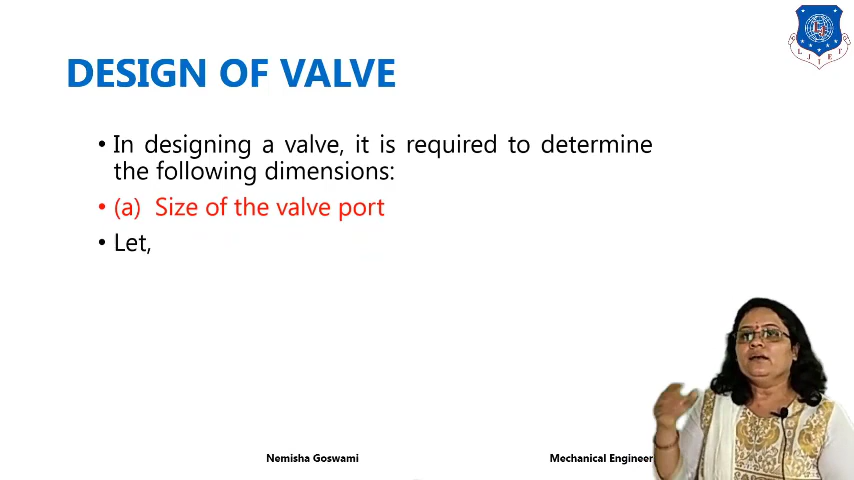 DESIGN OF VALVE
• In designing a valve, it is required to determine
the following dimensions:
• (a) Size of the valve port
• Let,
Nemisha Goswami
Mechanical Engineer